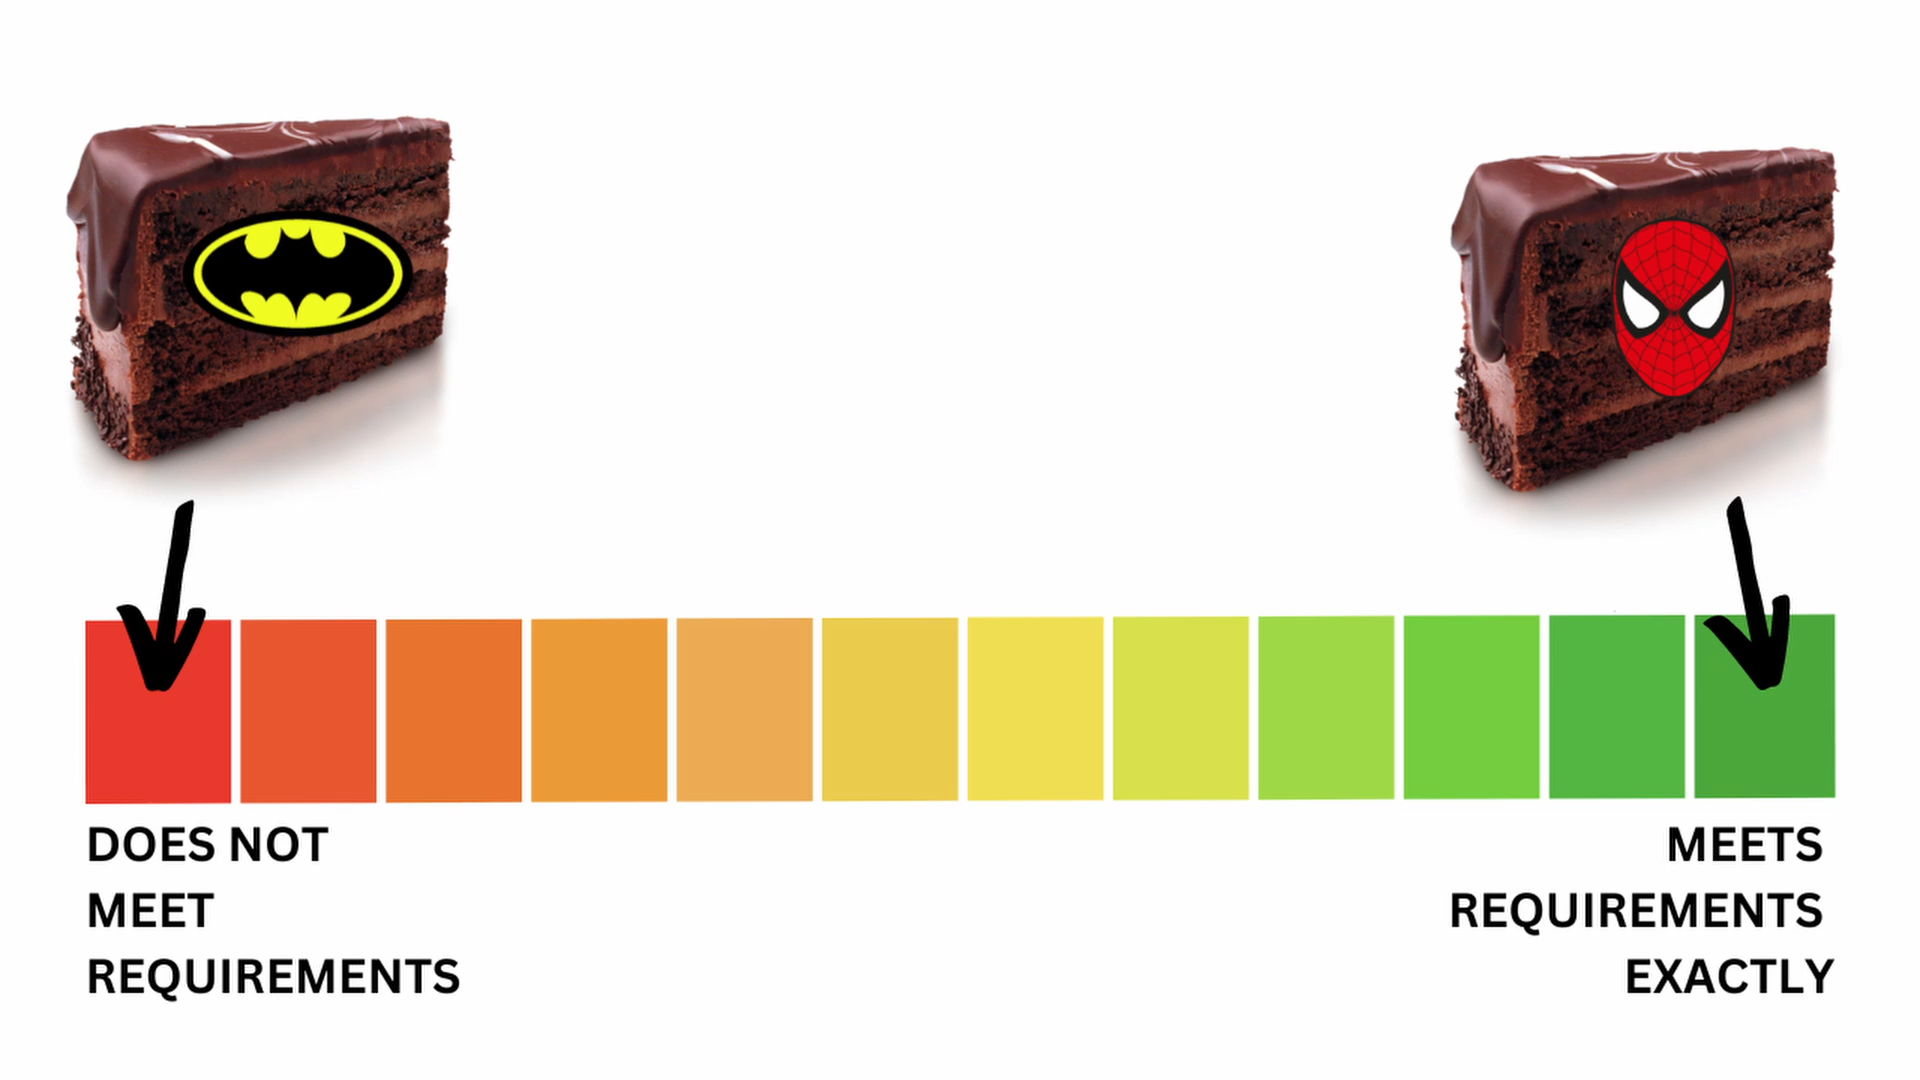 DOES NOT
MEET
REQUIREMENTS
MEETS
REQUIREMENTS
EXACTLY